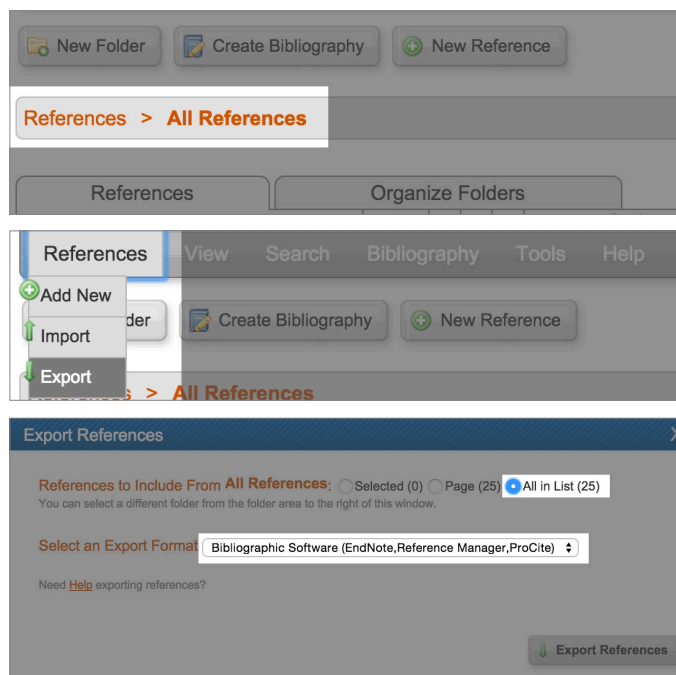 New Folder Create Bibliography New Reference
References > All References
References Organize Folders
References View Search Bibliography Tools Help
Add New
der Create Bibliography New Reference
Import
Export
> All References
Export References X
References to Include From All References: Selected (0) Page (25) All in List (25)
You can select a different folder from the folder area to the right of this window.
Select an Export Format Bibliographic Software (EndNote,Reference Manager,ProCite)
Need Help exporting references?
Export References